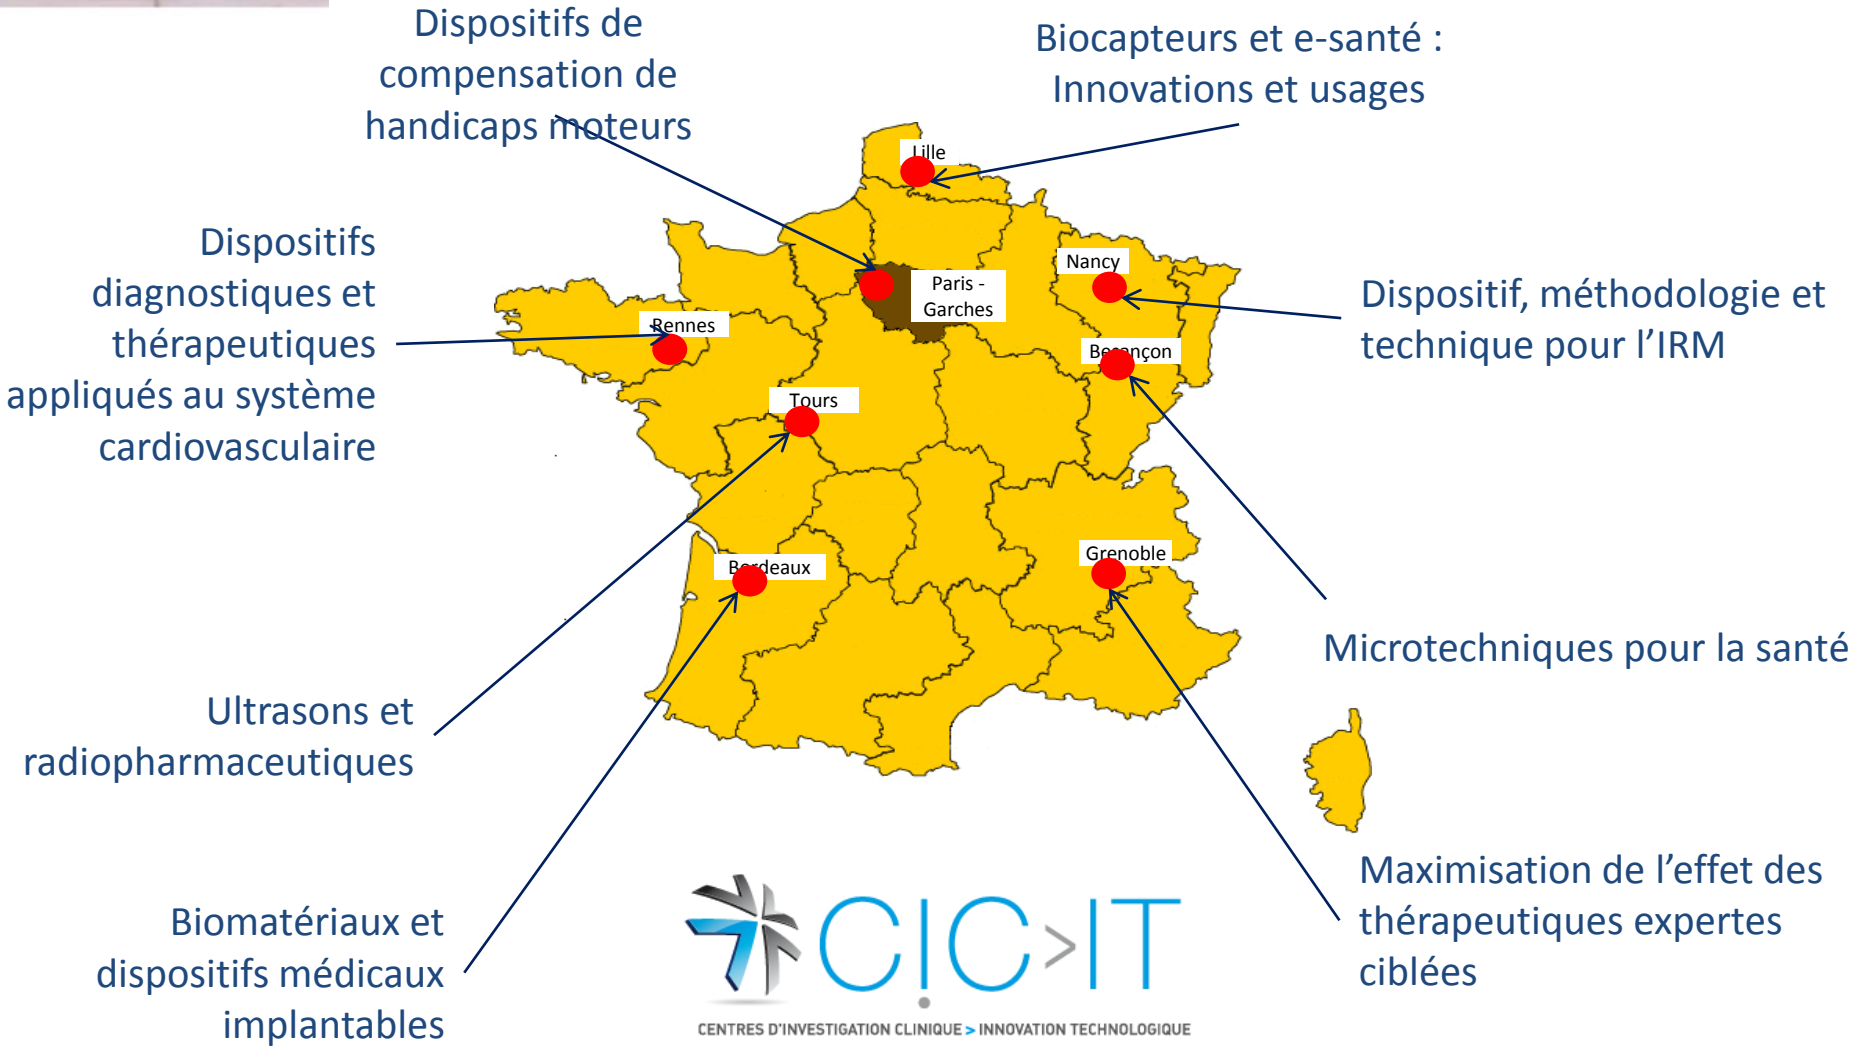 Dispositifs de
compensation de
handicaps moteurs
Biocapteurs et e-santé :
Innovations et usages
Lille
Dispositifs
diagnostiques et
thérapeutiques
appliqués au système
cardiovasculaire
Nancy
Paris -
Garches
Dispositif, méthodologie et
technique pour l’IRM
Rennes
Besançon
Tours
Bordeaux
Grenoble
Microtechniques pour la santé
Ultrasons et
radiopharmaceutiques
Maximisation de l’effet des
thérapeutiques expertes
ciblées
Biomatériaux et
dispositifs médicaux
implantables
CIC>IT
CENTRES D'INVESTIGATION CLINIQUE > INNOVATION TECHNOLOGIQUE